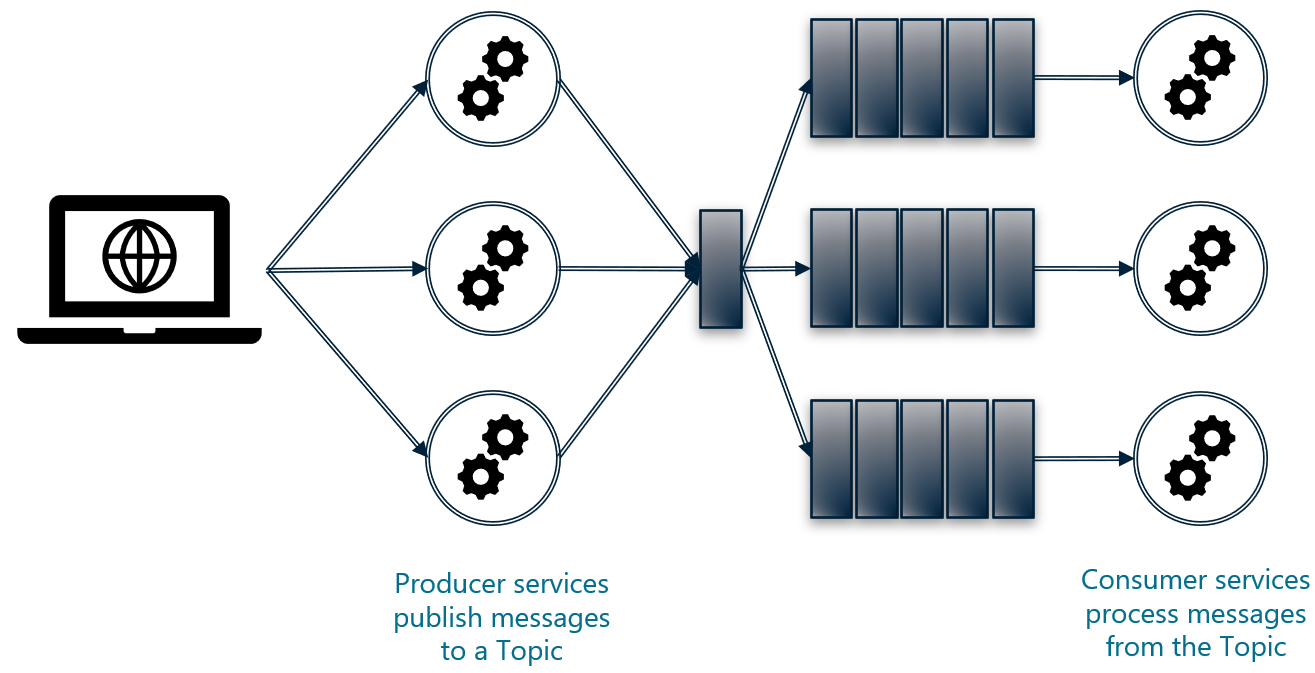 Producer services
publish messages
to a Topic
Consumer services
process messages
from the Topic